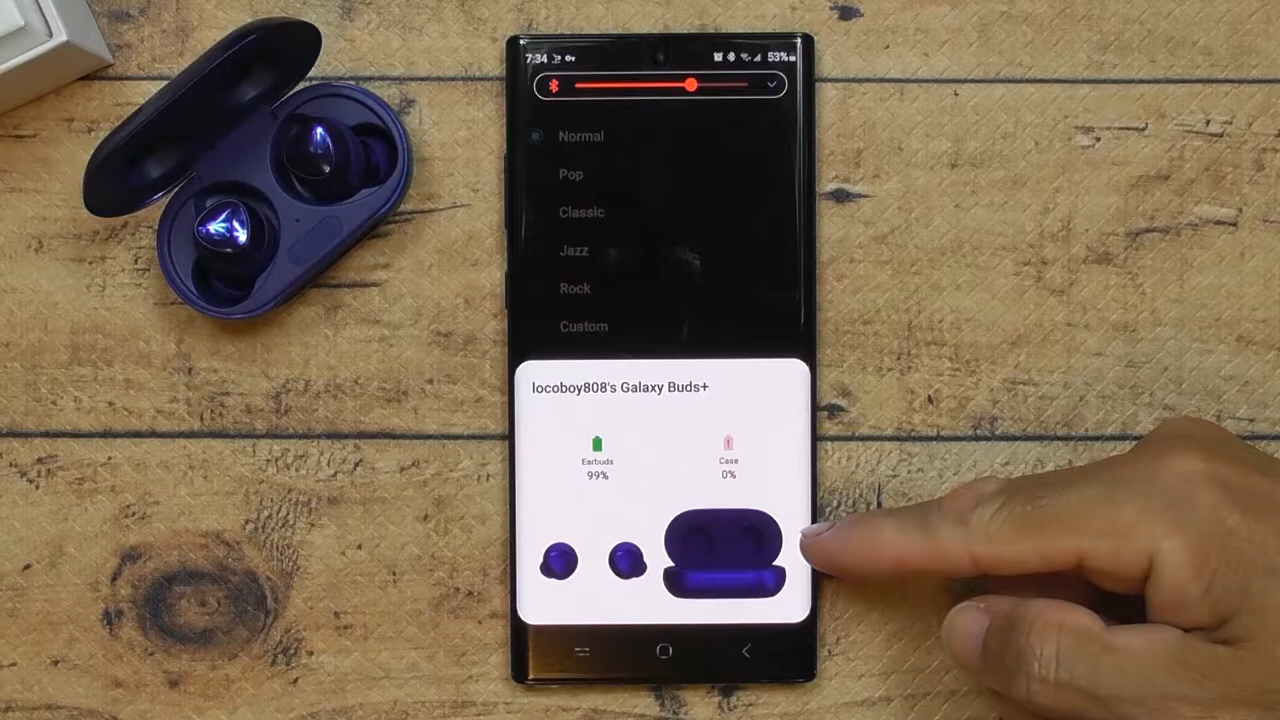 7:34
53%
Normal
Pop
Classic
Jazz
Rock
Custom
locoboy808's Galaxy Buds+
Earbuds
Case
99%
0%